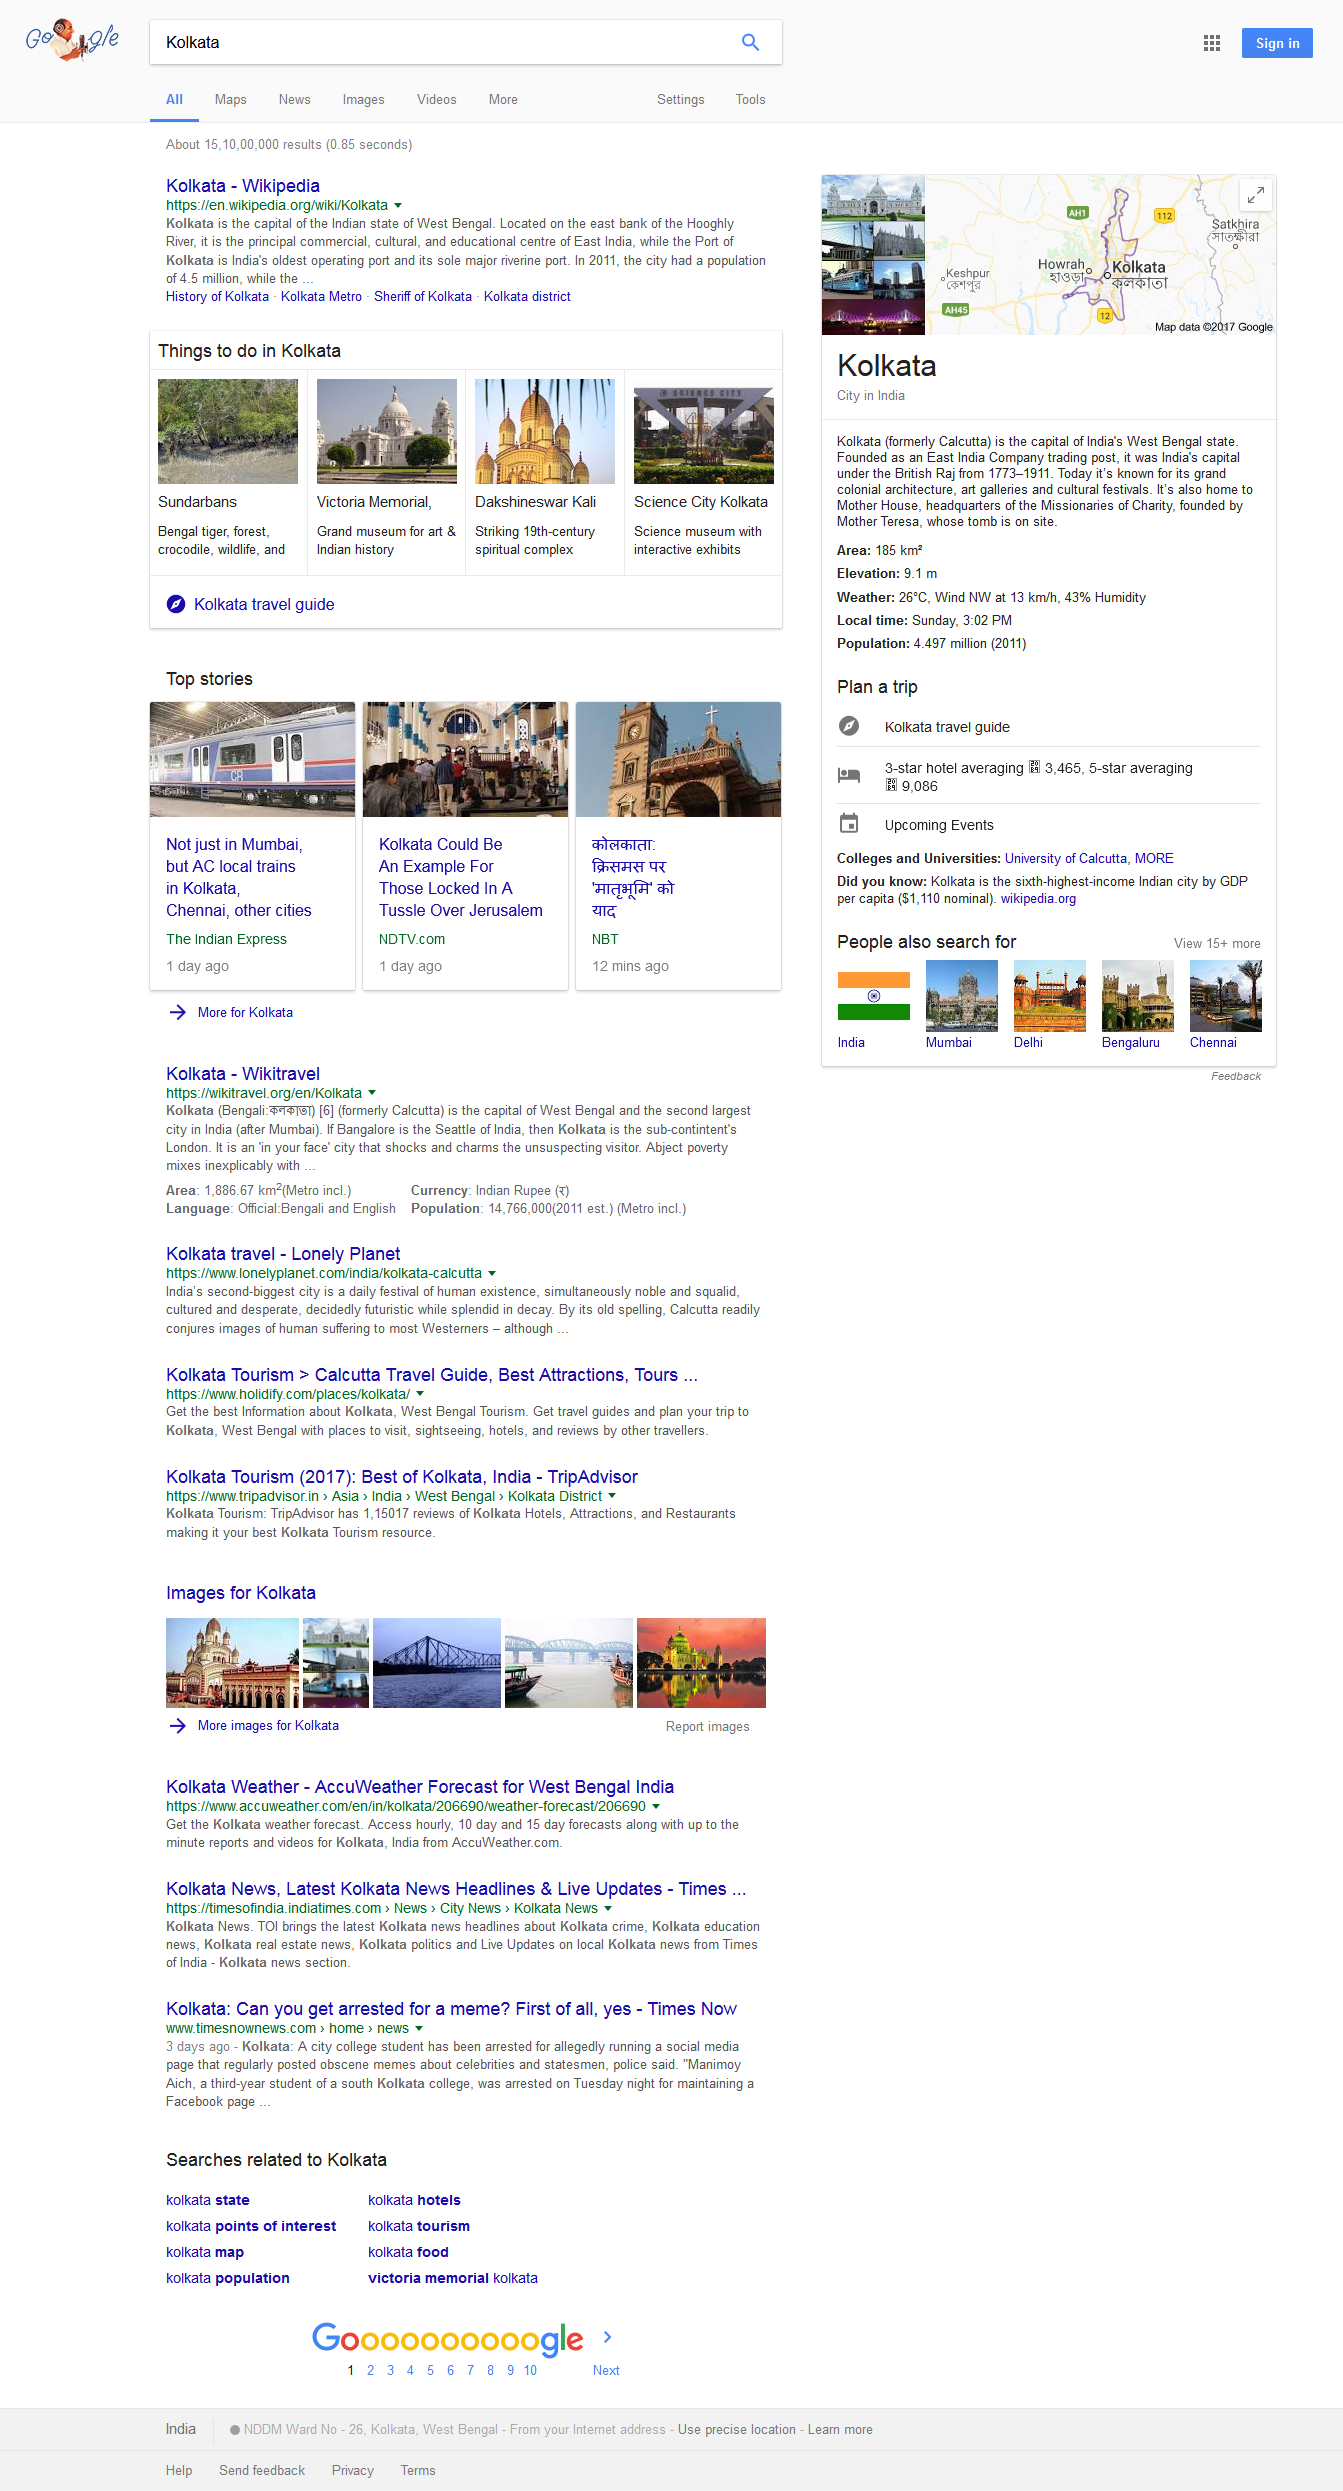 Google
Kolkata
Sign in
All Maps News Images Videos More Settings Tools
About 15,10,00,000 results (0.85 seconds)
Kolkata - Wikipedia
https://en.wikipedia.org/wiki/Kolkata
Kolkata is the capital of the Indian state of West Bengal. Located on the east bank of the Hooghly
River, it is the principal commercial, cultural, and educational centre of East India, while the Port of
Kolkata is India's oldest operating port and its sole major riverine port. In 2011, the city had a population
of 4.5 million, while the ...
History of Kolkata · Kolkata Metro · Sheriff of Kolkata · Kolkata district
Things to do in Kolkata
SCIENCE CITY
Sundarbans
Bengal tiger, forest,
crocodile, wildlife, and
Victoria Memorial,
Grand museum for art &
Indian history
Dakshineswar Kali
Striking 19th-century
spiritual complex
Science City Kolkata
Science museum with
interactive exhibits
Kolkata travel guide
Top stories
CR
Not just in Mumbai,
but AC local trains
in Kolkata,
Chennai, other cities
The Indian Express
1 day ago
Kolkata Could Be
An Example For
Those Locked In A
Tussle Over Jerusalem
NDTV.com
1 day ago
कोलकाता:
क्रिसमस पर
'मातृभूमि' को
याद
NBT
12 mins ago
More for Kolkata
Kolkata - Wikitravel
https://wikitravel.org/en/Kolkata
Kolkata (Bengali:কলকাতা) [6] (formerly Calcutta) is the capital of West Bengal and the second largest
city in India (after Mumbai). If Bangalore is the Seattle of India, then Kolkata is the sub-contintent's
London. It is an 'in your face' city that shocks and charms the unsuspecting visitor. Abject poverty
mixes inexplicably with ...
Area: 1,886.67 km2(Metro incl.) Currency: Indian Rupee (₹)
Language: Official:Bengali and English Population: 14,766,000(2011 est.) (Metro incl.)
Kolkata travel - Lonely Planet
https://www.lonelyplanet.com/india/kolkata-calcutta
India's second-biggest city is a daily festival of human existence, simultaneously noble and squalid,
cultured and desperate, decidedly futuristic while splendid in decay. By its old spelling, Calcutta readily
conjures images of human suffering to most Westerners – although ...
Kolkata Tourism > Calcutta Travel Guide, Best Attractions, Tours ...
https://www.holidify.com/places/kolkata/
Get the best Information about Kolkata, West Bengal Tourism. Get travel guides and plan your trip to
Kolkata, West Bengal with places to visit, sightseeing, hotels, and reviews by other travellers.
Kolkata Tourism (2017): Best of Kolkata, India - TripAdvisor
https://www.tripadvisor.in › Asia › India › West Bengal › Kolkata District
Kolkata Tourism: TripAdvisor has 1,15017 reviews of Kolkata Hotels, Attractions, and Restaurants
making it your best Kolkata Tourism resource.
Images for Kolkata
More images for Kolkata Report images
Kolkata Weather - AccuWeather Forecast for West Bengal India
https://www.accuweather.com/en/in/kolkata/206690/weather-forecast/206690
Get the Kolkata weather forecast. Access hourly, 10 day and 15 day forecasts along with up to the
minute reports and videos for Kolkata, India from AccuWeather.com.
Kolkata News, Latest Kolkata News Headlines & Live Updates - Times ...
https://timesofindia.indiatimes.com › News › City News › Kolkata News
Kolkata News. TOI brings the latest Kolkata news headlines about Kolkata crime, Kolkata education
news, Kolkata real estate news, Kolkata politics and Live Updates on local Kolkata news from Times
of India - Kolkata news section.
Kolkata: Can you get arrested for a meme? First of all, yes - Times Now
www.timesnownews.com › home › news
3 days ago - Kolkata: A city college student has been arrested for allegedly running a social media
page that regularly posted obscene memes about celebrities and statesmen, police said. "Manimoy
Aich, a third-year student of a south Kolkata college, was arrested on Tuesday night for maintaining a
Facebook page ...
Searches related to Kolkata
kolkata state kolkata hotels
kolkata points of interest kolkata tourism
kolkata map kolkata food
kolkata population victoria memorial kolkata
Goooooooooogle
1 2 3 4 5 6 7 8 9 10 Next
AH1
112
Satkhira
সাতক্ষীরা
Howrah
হাওড়া
Kolkata
কলকাতা
Keshpur
কেশপুর
AH45
12
Map data ©2017 Google
Kolkata
City in India
Kolkata (formerly Calcutta) is the capital of India's West Bengal state.
Founded as an East India Company trading post, it was India's capital
under the British Raj from 1773–1911. Today it's known for its grand
colonial architecture, art galleries and cultural festivals. It's also home to
Mother House, headquarters of the Missionaries of Charity, founded by
Mother Teresa, whose tomb is on site.
Area: 185 km²
Elevation: 9.1 m
Weather: 26°C, Wind NW at 13 km/h, 43% Humidity
Local time: Sunday, 3:02 PM
Population: 4.497 million (2011)
Plan a trip
Kolkata travel guide
3-star hotel averaging 3,465, 5-star averaging
9,086
Upcoming Events
Colleges and Universities: University of Calcutta, MORE
Did you know: Kolkata is the sixth-highest-income Indian city by GDP
per capita ($1,110 nominal). wikipedia.org
People also search for View 15+ more
India Mumbai Delhi Bengaluru Chennai
Feedback
India NDDM Ward No - 26, Kolkata, West Bengal - From your Internet address - Use precise location - Learn more
Help Send feedback Privacy Terms